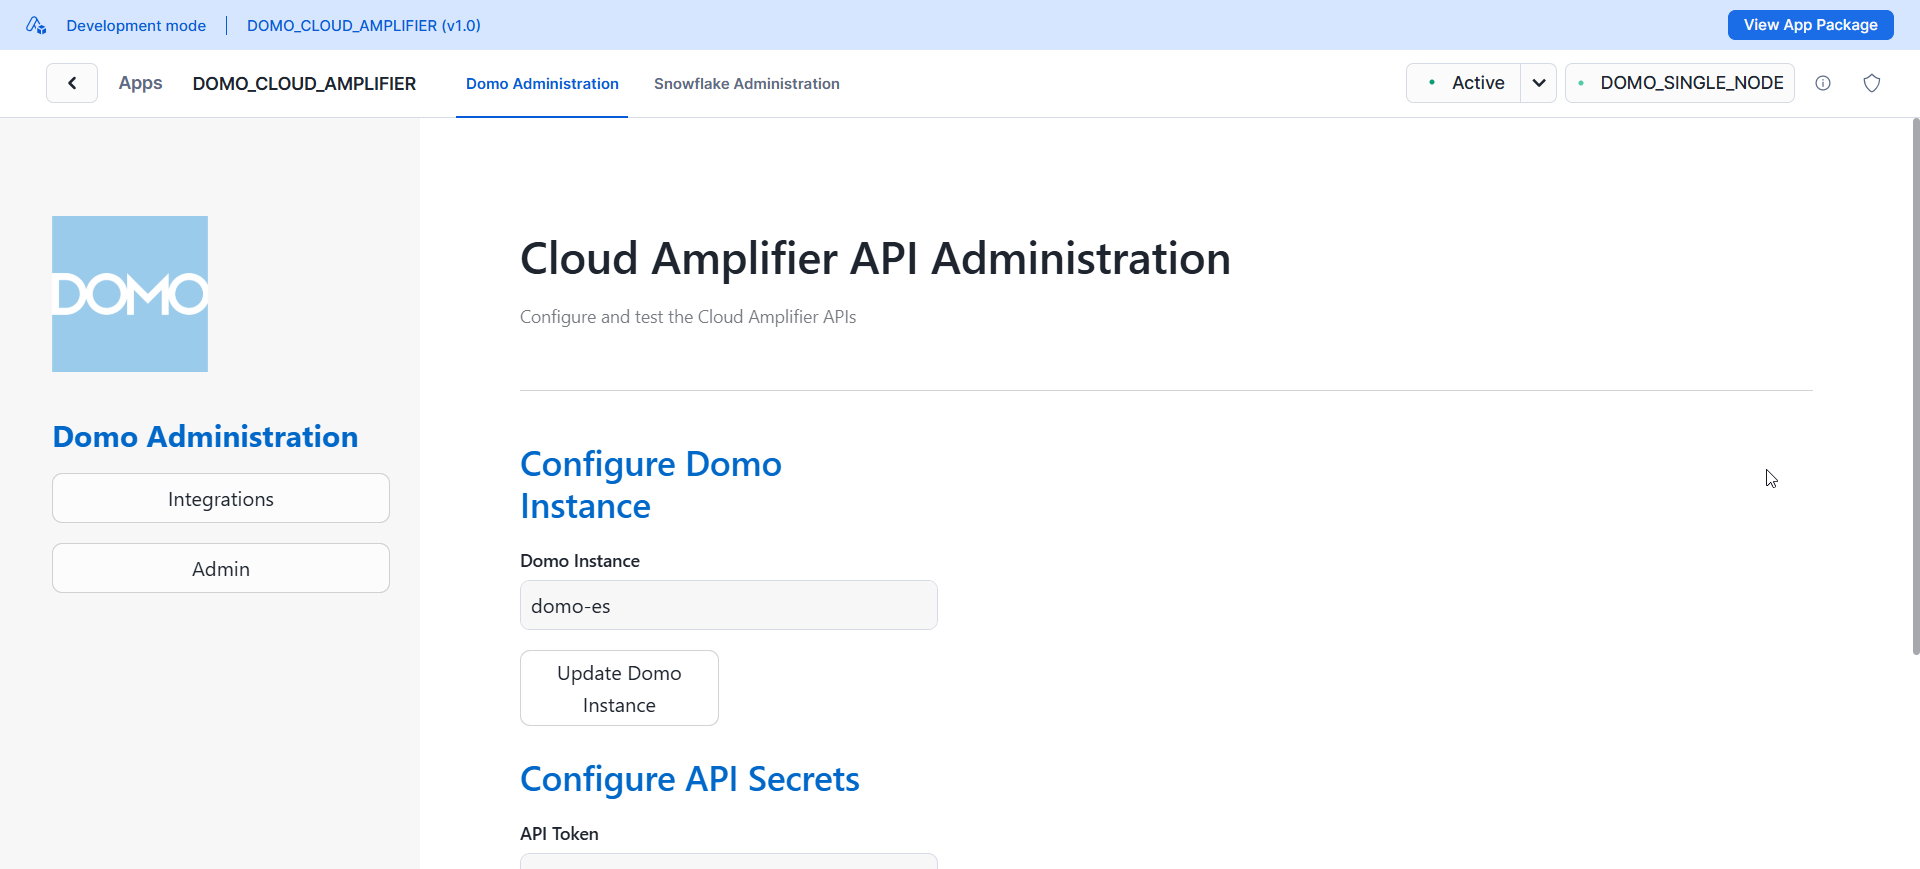 Development mode
DOMO_CLOUD_AMPLIFIER (v1.0)
View App Package
Apps
DOMO_CLOUD_AMPLIFIER
Domo Administration
Snowflake Administration
Active
DOMO_SINGLE_NODE
DOMO
Domo Administration
Integrations
Admin
Cloud Amplifier API Administration
Configure and test the Cloud Amplifier APIs
Configure Domo
Instance
Domo Instance
domo-es
Update Domo
Instance
Configure API Secrets
API Token